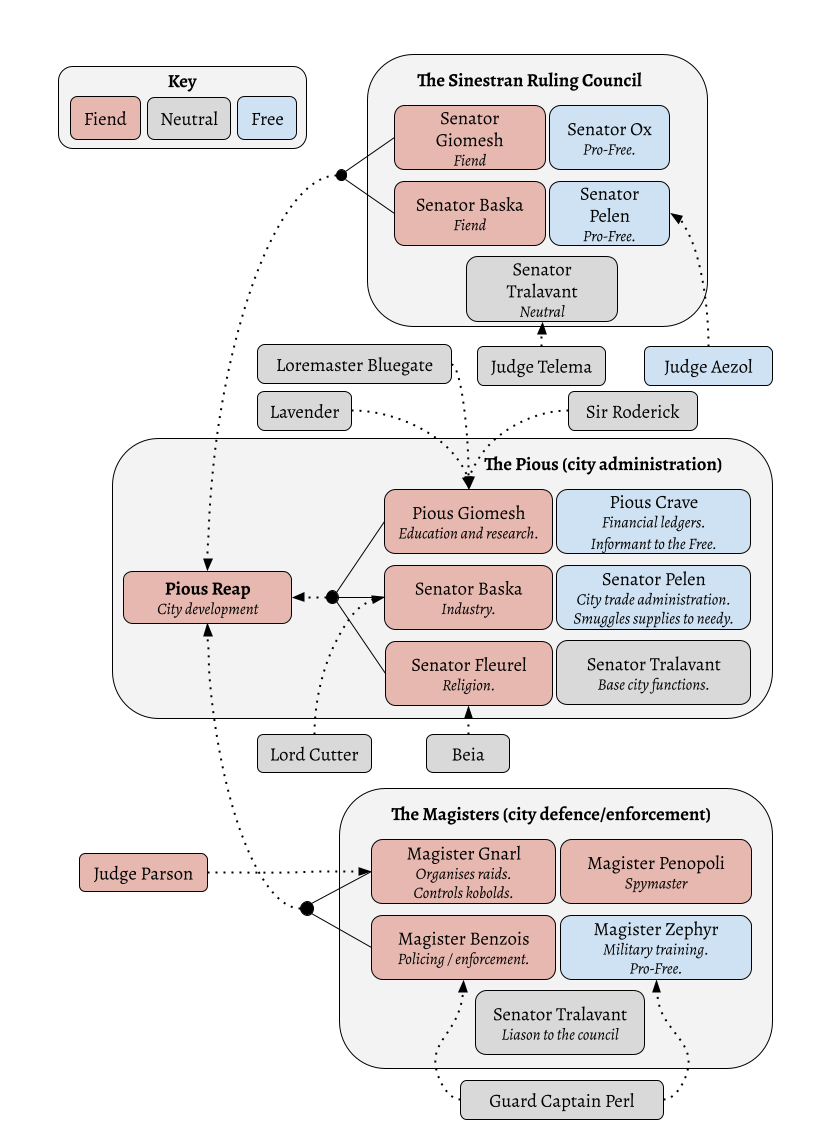 Key
Fiend
Neutral
Free
The Sinestran Ruling Council
Senator
Giomesh
Fiend
Senator Ox
Pro-Free.
Senator Baska
Fiend
Senator
Pelen
Pro-Free.
Senator
Tralavant
Neutral
Loremaster Bluegate
Judge Telema
Judge Aezol
Lavender
Sir Roderick
The Pious (city administration)
Pious Giomesh
Education and research.
Pious Crave
Financial ledgers.
Informant to the Free.
Pious Reap
City development
Senator Baska
Industry.
Senator Pelen
City trade administration.
Smuggles supplies to needy.
Senator Fleurel
Religion.
Senator Tralavant
Base city functions.
Lord Cutter
Beia
The Magisters (city defence/enforcement)
Judge Parson
Magister Gnarl
Organises raids.
Controls kobolds.
Magister Penopoli
Spymaster
Magister Benzois
Policing / enforcement.
Magister Zephyr
Military training.
Pro-Free.
Senator Tralavant
Liason to the council
Guard Captain Perl